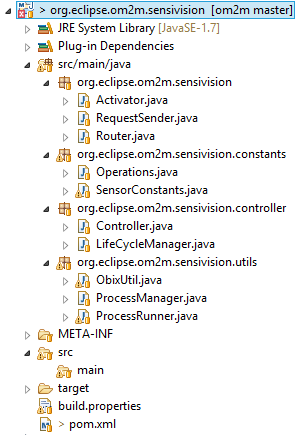 > org.eclipse.om2m.sensivision [om2m master]
JRE System Library [JavaSE-1.7]
Plug-in Dependencies
src/main/java
org.eclipse.om2m.sensivision
Activator.java
RequestSender.java
Router.java
org.eclipse.om2m.sensivision.constants
Operations.java
SensorConstants.java
org.eclipse.om2m.sensivision.controller
Controller.java
LifeCycleManager.java
org.eclipse.om2m.sensivision.utils
ObixUtil.java
ProcessManager.java
ProcessRunner.java
META-INF
src
main
target
build.properties
> pom.xml